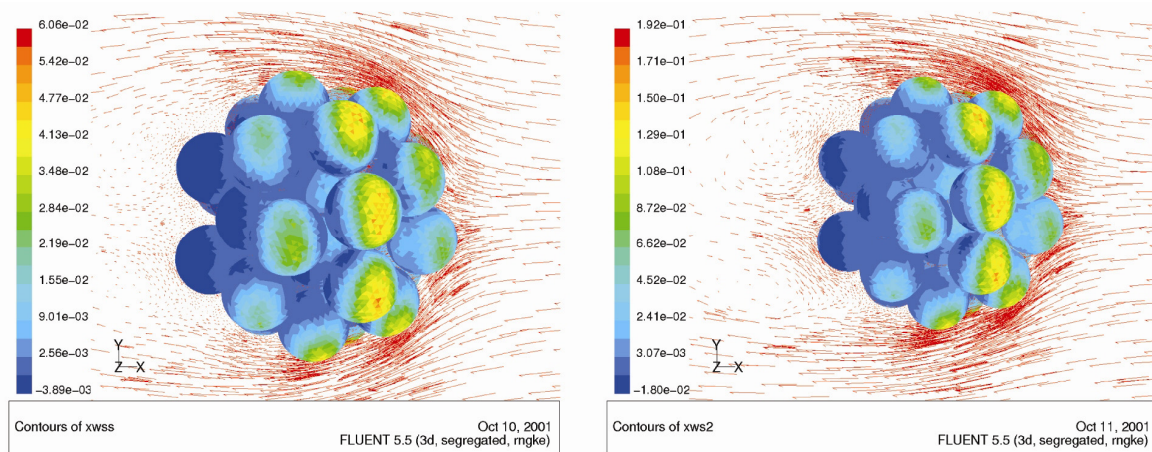 6.06e−02
5.42e−02
4.77e−02
4.13e−02
3.48e−02
2.84e−02
2.19e−02
1.55e−02
9.01e−03
2.56e−03
−3.89e−03
Y
Z X
Contours of xwss
Oct 10, 2001
FLUENT 5.5 (3d, segregated, rngke)
1.92e−01
1.71e−01
1.50e−01
1.29e−01
1.08e−01
8.72e−02
6.62e−02
4.52e−02
2.41e−02
3.07e−03
−1.80e−02
Y
Z X
Contours of xws2
Oct 11, 2001
FLUENT 5.5 (3d, segregated, rngke)